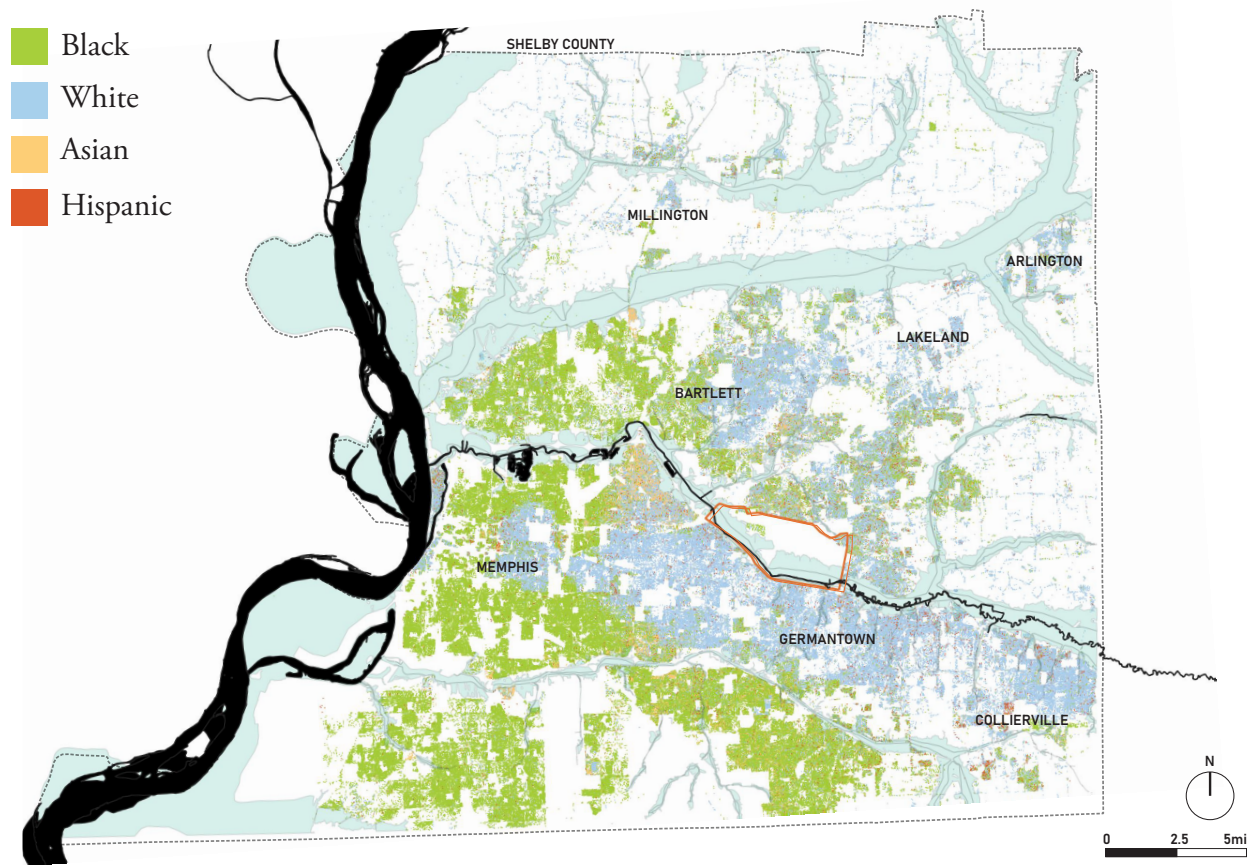 Black
White
Asian
Hispanic
SHELBY COUNTY
MILLINGTON
ARLINGTON
LAKELAND
BARTLETT
MEMPHIS
GERMANTOWN
COLLIERVILLE
N
0 2.5 5mi